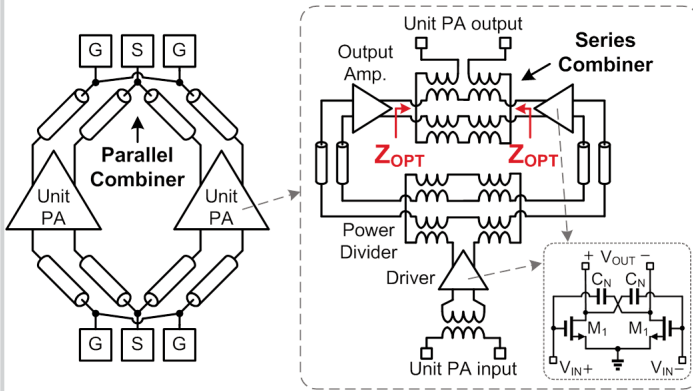 G S G
Parallel
Combiner
Unit
PA
Unit
PA
G S G
Unit PA output
Output
Amp.
Series
Combiner
Z_OPT
Z_OPT
Power
Divider
Driver
Unit PA input
+ V_OUT −
C_N C_N
M_1 M_1
V_IN+ V_IN−